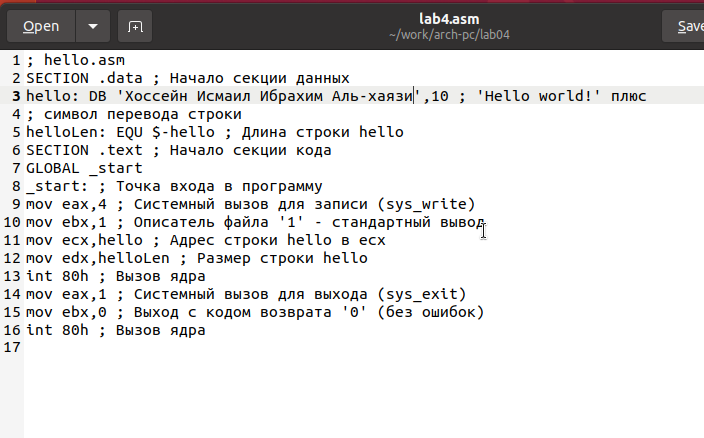 Open
lab4.asm
~/work/arch-pc/lab04
Save
1 ; hello.asm
2 SECTION .data ; Начало секции данных
3 hello: DB 'Хоссейн Исмаил Ибрахим Аль-хаязи',10 ; 'Hello world!' плюс
4 ; символ перевода строки
5 helloLen: EQU $-hello ; Длина строки hello
6 SECTION .text ; Начало секции кода
7 GLOBAL _start
8 _start: ; Точка входа в программу
9 mov eax,4 ; Системный вызов для записи (sys_write)
10 mov ebx,1 ; Описатель файла '1' - стандартный вывод
11 mov ecx,hello ; Адрес строки hello в ecx
12 mov edx,helloLen ; Размер строки hello
13 int 80h ; Вызов ядра
14 mov eax,1 ; Системный вызов для выхода (sys_exit)
15 mov ebx,0 ; Выход с кодом возврата '0' (без ошибок)
16 int 80h ; Вызов ядра
17